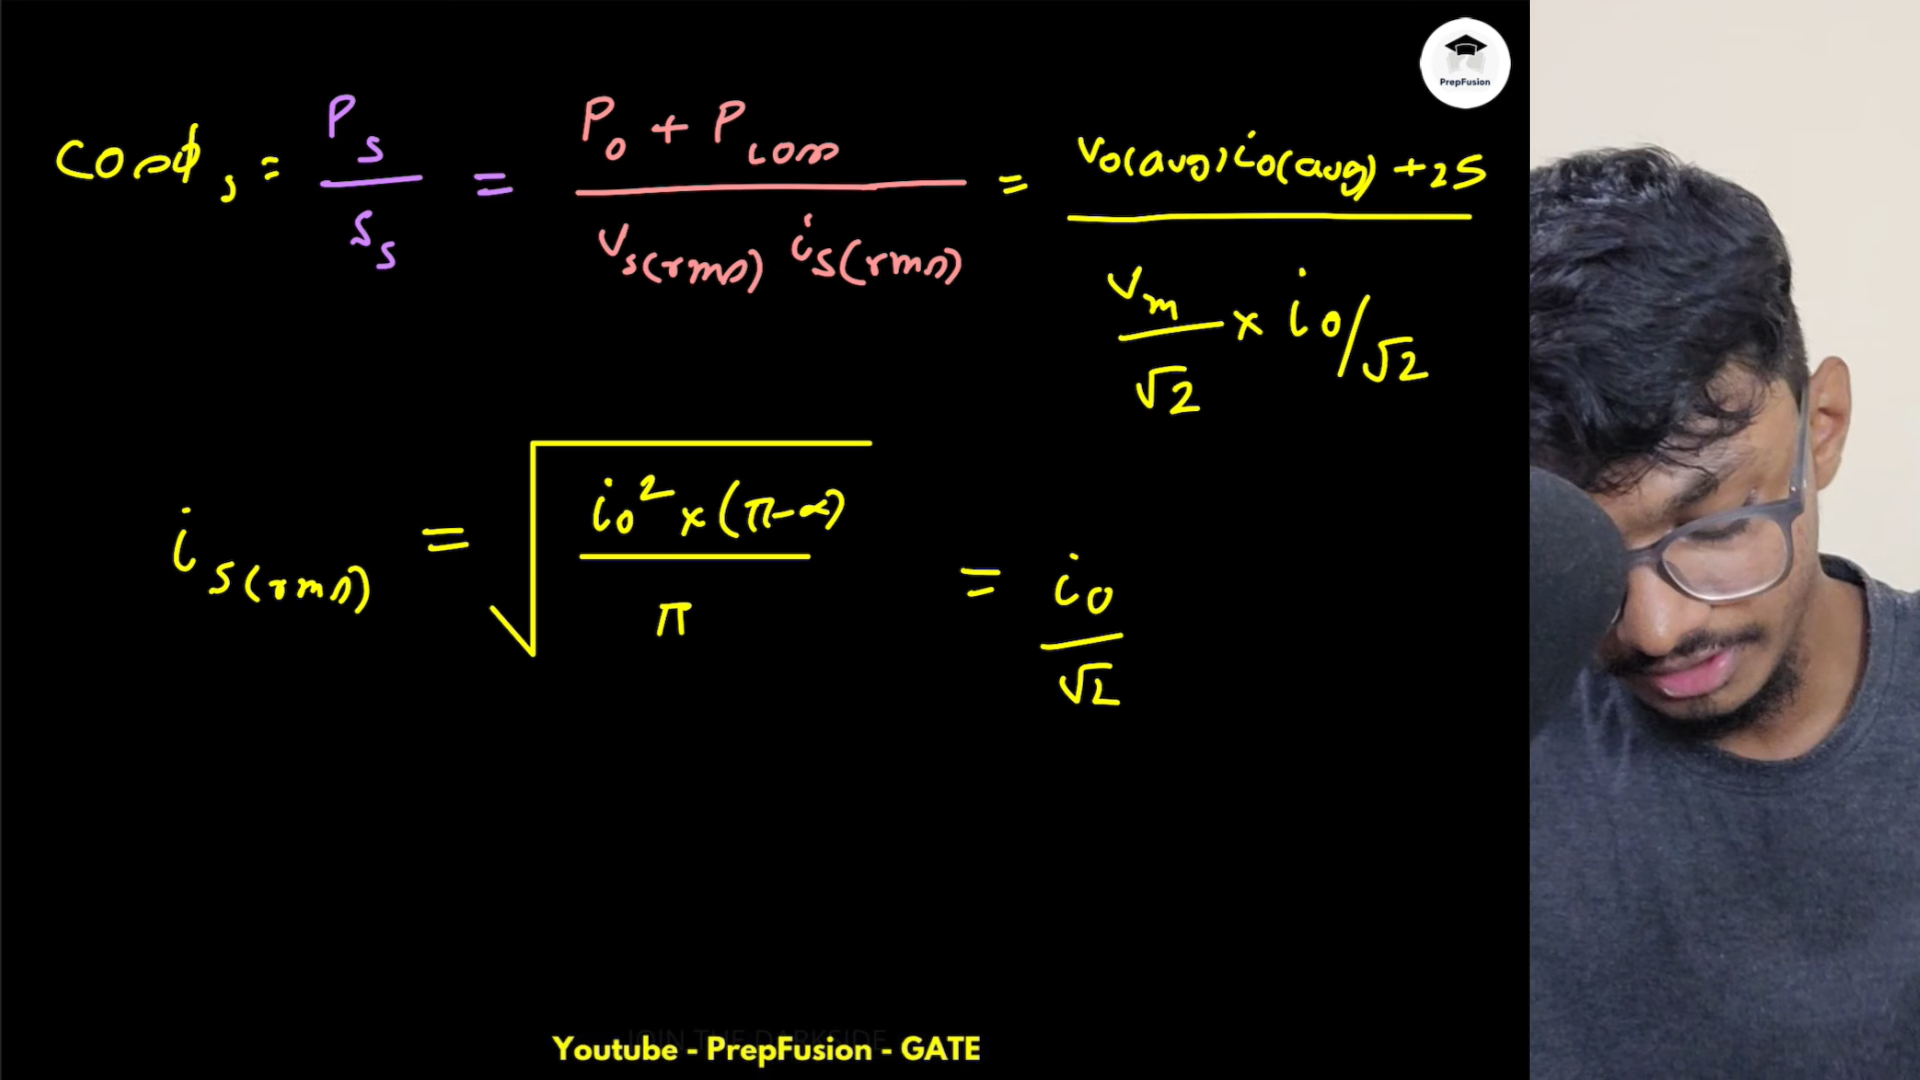 PrepFusion
cosφs = Ps/Ss = (Po + Ploss)/(Vs(rms) is(rms)) = (Vo(avg) io(avg) + 25)/(Vm/√2 × io/√2)
is(rms) = √(io² × (π-α)/π) = io/√2
Youtube - PrepFusion - GATE